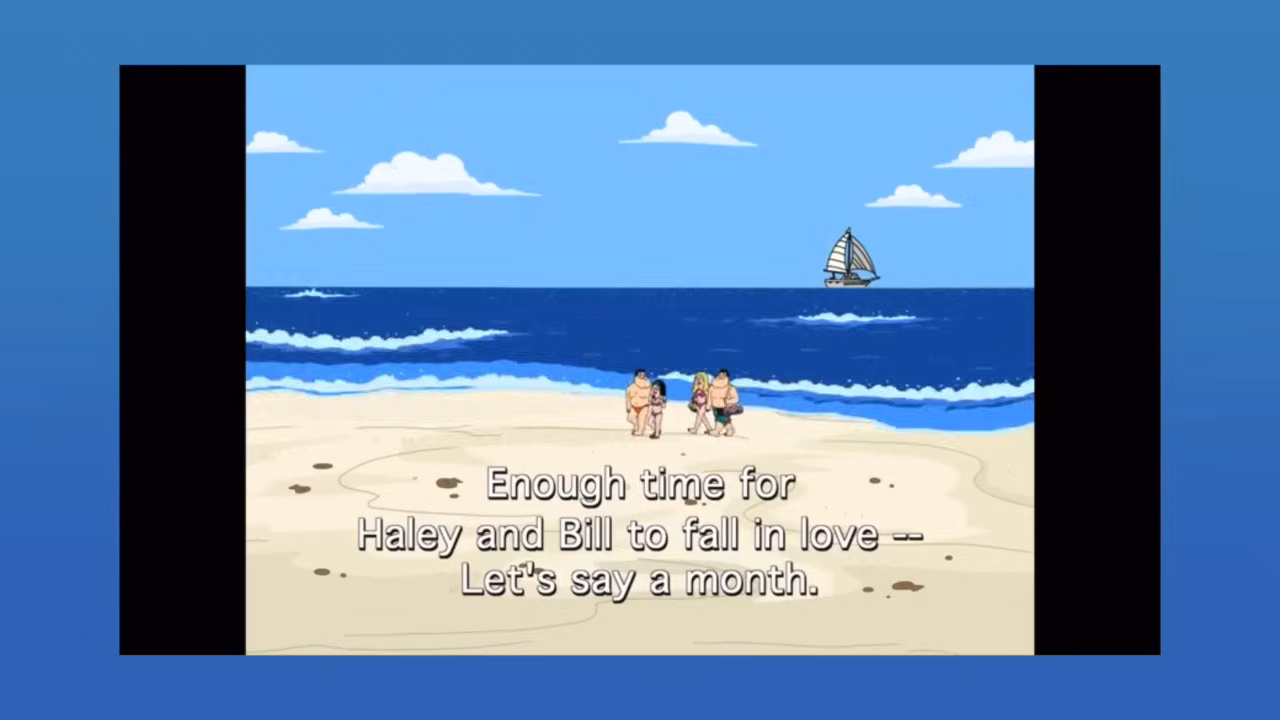 Enough time for
Haley and Bill to fall in love --
Let's say a month.